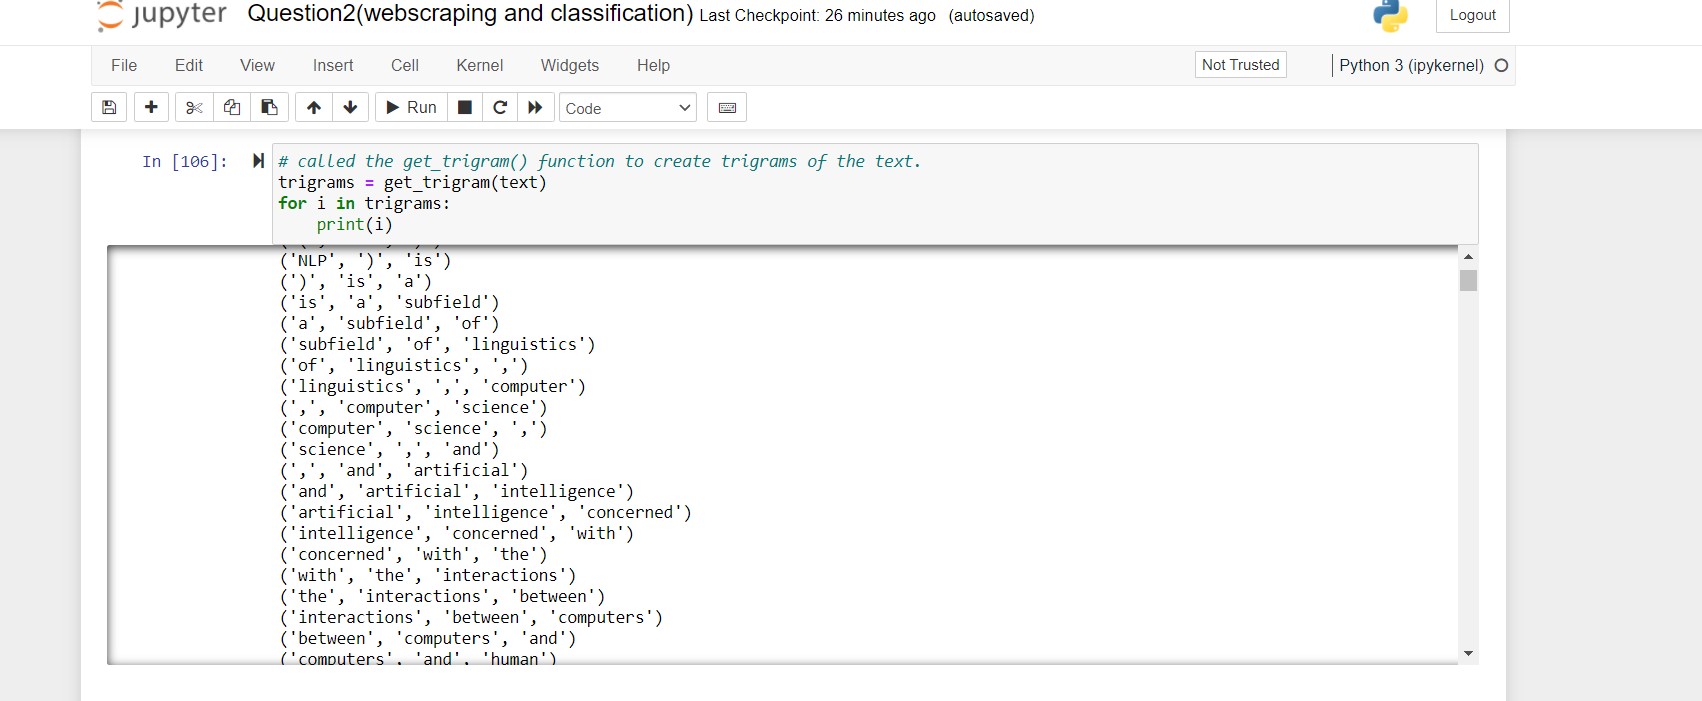 jupyter Question2(webscraping and classification) Last Checkpoint: 26 minutes ago (autosaved) Logout
File Edit View Insert Cell Kernel Widgets Help Not Trusted Python 3 (ipykernel)
Run Code
In [106]: # called the get_trigram() function to create trigrams of the text.
trigrams = get_trigram(text)
for i in trigrams:
    print(i)
('NLP', ')', 'is')
(')', 'is', 'a')
('is', 'a', 'subfield')
('a', 'subfield', 'of')
('subfield', 'of', 'linguistics')
('of', 'linguistics', ',')
('linguistics', ',', 'computer')
(',', 'computer', 'science')
('computer', 'science', ',')
('science', ',', 'and')
(',', 'and', 'artificial')
('and', 'artificial', 'intelligence')
('artificial', 'intelligence', 'concerned')
('intelligence', 'concerned', 'with')
('concerned', 'with', 'the')
('with', 'the', 'interactions')
('the', 'interactions', 'between')
('interactions', 'between', 'computers')
('between', 'computers', 'and')
('computers', 'and', 'human')